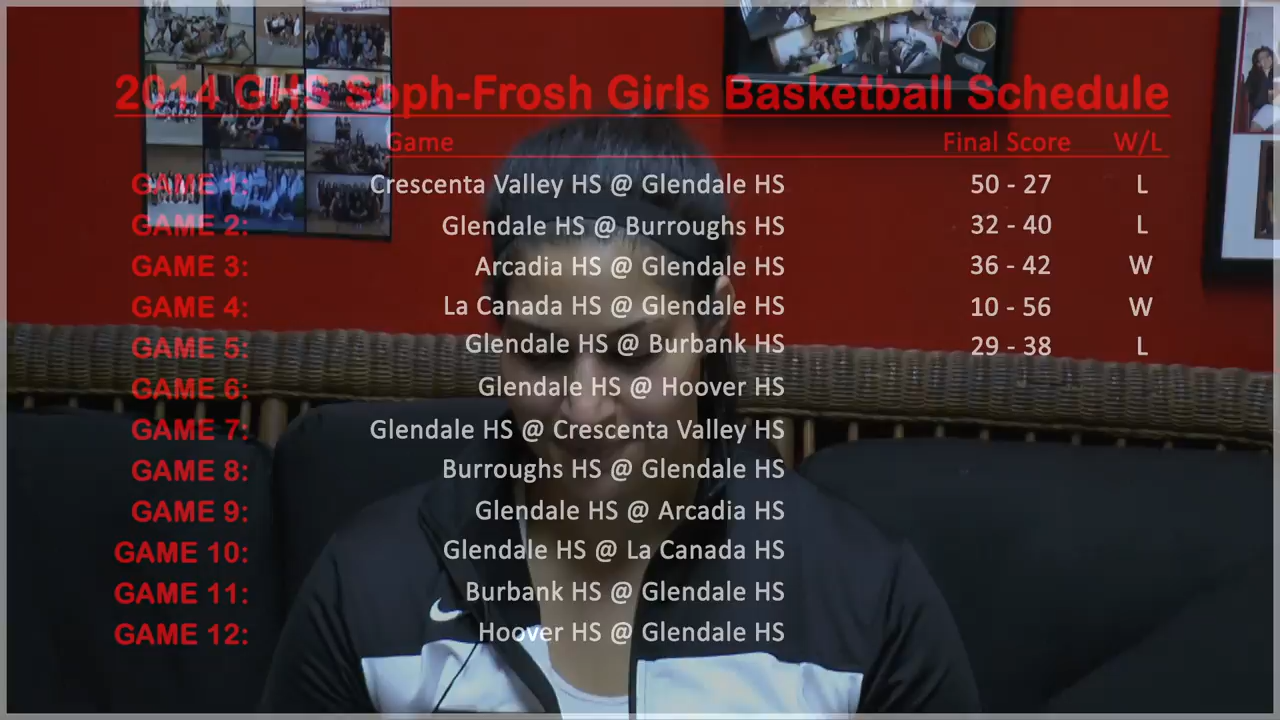 2014 GHS Soph-Frosh Girls Basketball Schedule
Game Final Score W/L
GAME 1: Crescenta Valley HS @ Glendale HS 50 - 27 L
GAME 2: Glendale HS @ Burroughs HS 32 - 40 L
GAME 3: Arcadia HS @ Glendale HS 36 - 42 W
GAME 4: La Canada HS @ Glendale HS 10 - 56 W
GAME 5: Glendale HS @ Burbank HS 29 - 38 L
GAME 6: Glendale HS @ Hoover HS
GAME 7: Glendale HS @ Crescenta Valley HS
GAME 8: Burroughs HS @ Glendale HS
GAME 9: Glendale HS @ Arcadia HS
GAME 10: Glendale HS @ La Canada HS
GAME 11: Burbank HS @ Glendale HS
GAME 12: Hoover HS @ Glendale HS